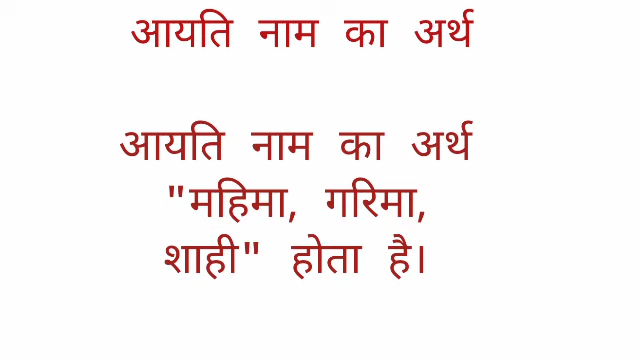 आयति नाम का अर्थ
आयति नाम का अर्थ
"महिमा, गरिमा,
शाही" होता है।